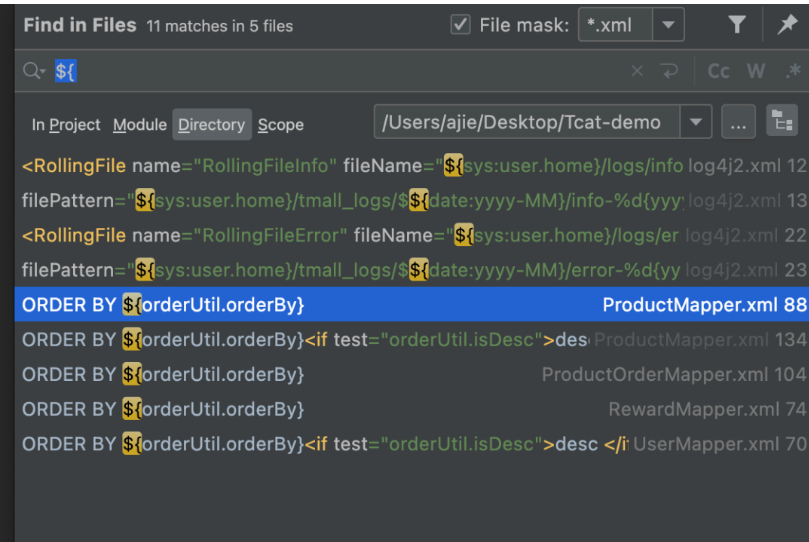 Find in Files 11 matches in 5 files File mask: *.xml
${ Cc W .*
In Project Module Directory Scope /Users/ajie/Desktop/Tcat-demo ...
<RollingFile name="RollingFileInfo" fileName="${sys:user.home}/logs/info log4j2.xml 12
filePattern="${sys:user.home}/tmall_logs/$${date:yyyy-MM}/info-%d{yyy log4j2.xml 13
<RollingFile name="RollingFileError" fileName="${sys:user.home}/logs/er log4j2.xml 22
filePattern="${sys:user.home}/tmall_logs/$${date:yyyy-MM}/error-%d{yy log4j2.xml 23
ORDER BY ${orderUtil.orderBy} ProductMapper.xml 88
ORDER BY ${orderUtil.orderBy}<if test="orderUtil.isDesc">des ProductMapper.xml 134
ORDER BY ${orderUtil.orderBy} ProductOrderMapper.xml 104
ORDER BY ${orderUtil.orderBy} RewardMapper.xml 74
ORDER BY ${orderUtil.orderBy}<if test="orderUtil.isDesc">desc </i UserMapper.xml 70